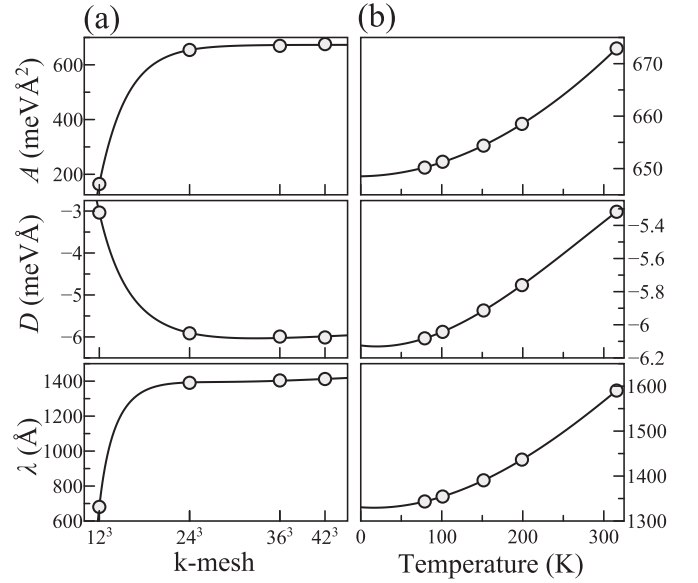 (a)
(b)
A (meVÅ²)
600
400
200
670
660
650
D (meVÅ)
−3
−4
−5
−6
−5.4
−5.6
−5.8
−6
−6.2
λ (Å)
1400
1200
1000
800
600
1600
1500
1400
1300
12³ 24³ 36³ 42³
0 100 200 300
k-mesh
Temperature (K)